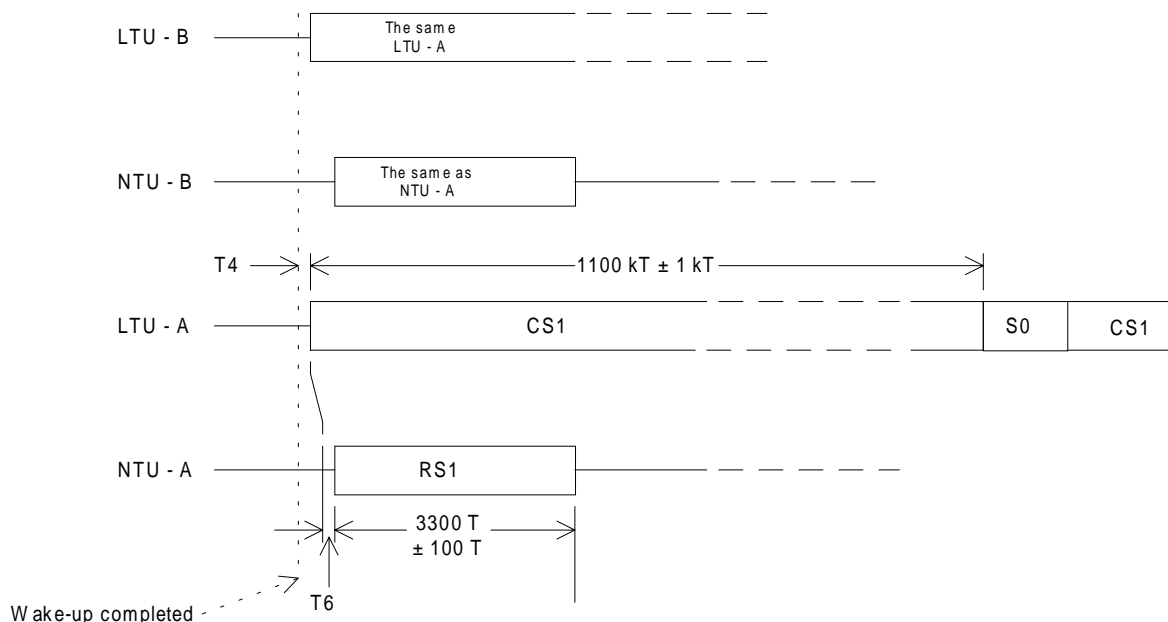 LTU - B
The same
LTU - A
NTU - B
The same as
NTU - A
T4
1100 kT ± 1 kT
LTU - A
CS1
S0
CS1
NTU - A
RS1
3300 T
± 100 T
T6
Wake-up completed